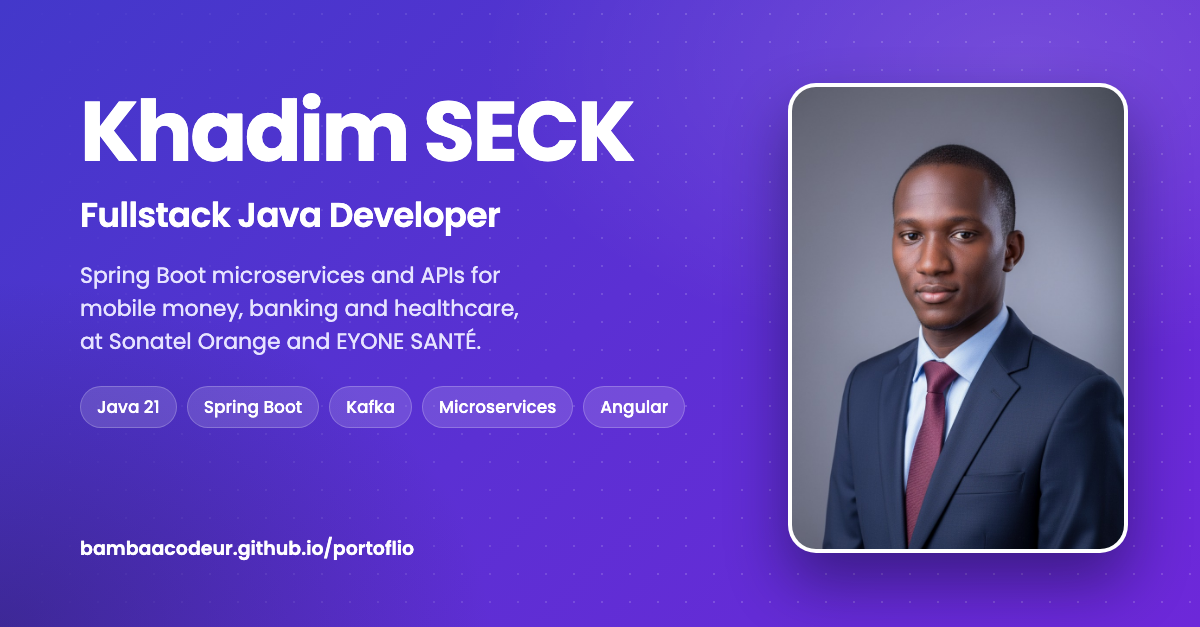 Khadim SECK
Fullstack Java Developer
Spring Boot microservices and APIs for
mobile money, banking and healthcare,
at Sonatel Orange and EYONE SANTÉ.
Java 21 Spring Boot Kafka Microservices Angular
bambaacodeur.github.io/portoflio